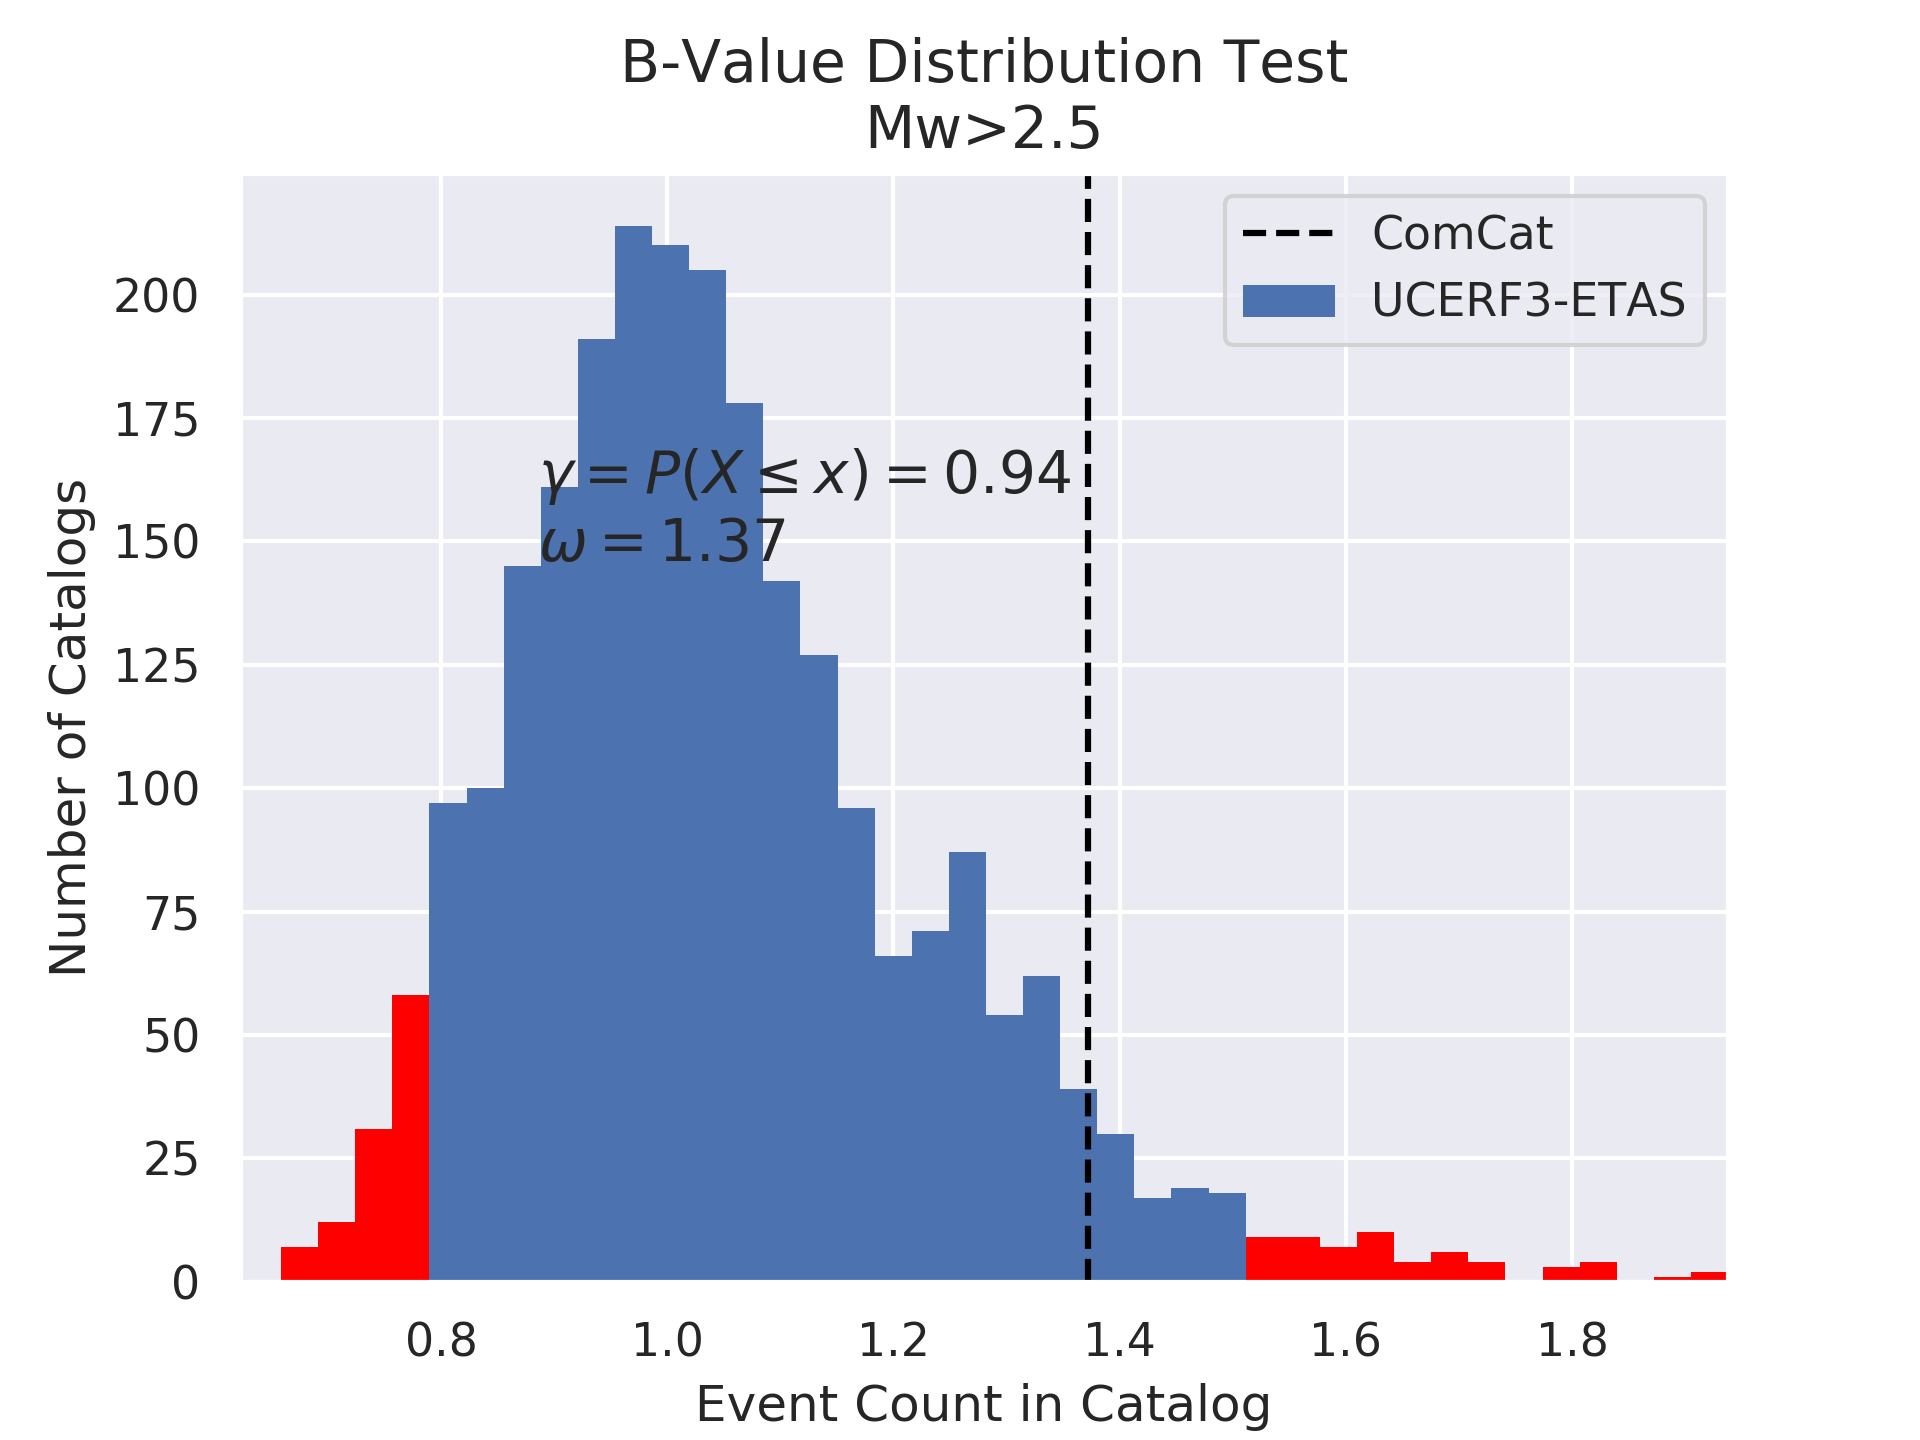 B-Value Distribution Test
Mw>2.5
ComCat
UCERF3-ETAS
γ = P(X ≤ x) = 0.94
ω = 1.37
Number of Catalogs
200
175
150
125
100
75
50
25
0
0.8 1.0 1.2 1.4 1.6 1.8
Event Count in Catalog